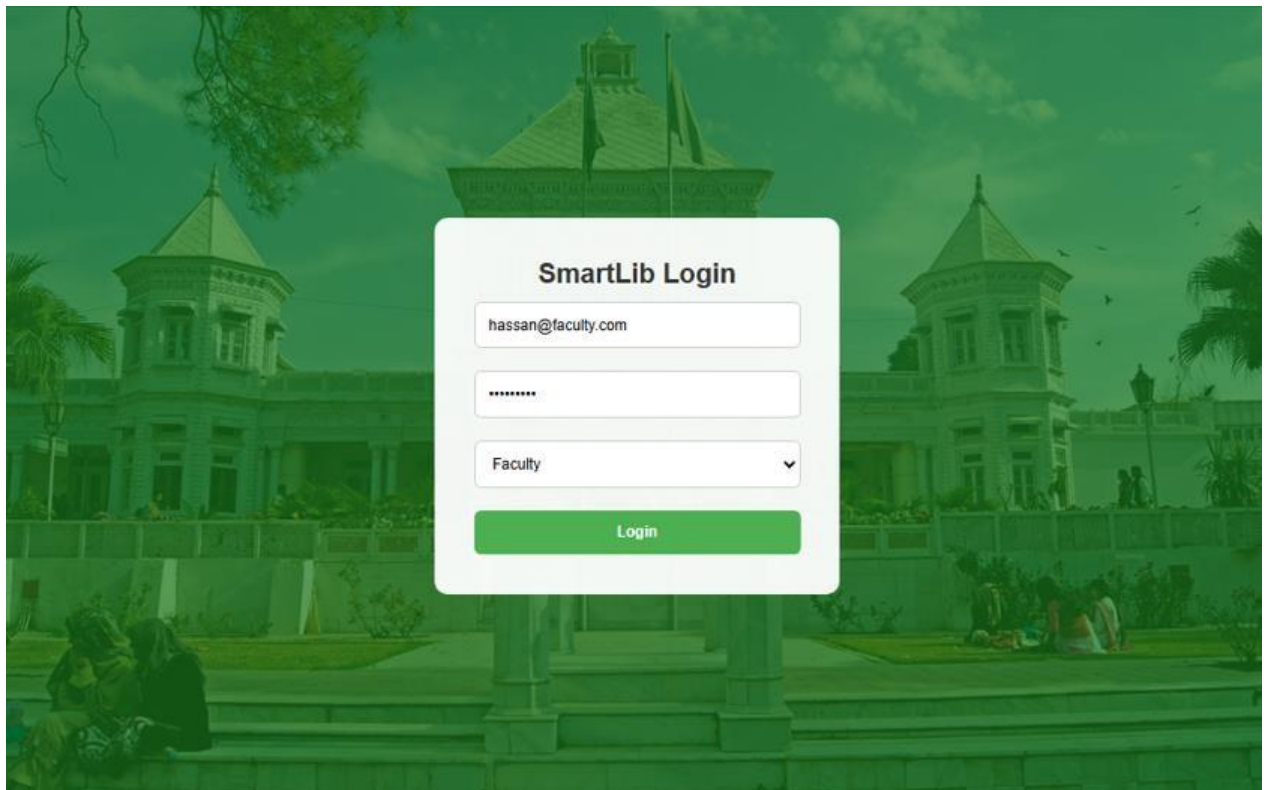 SmartLib Login
hassan@faculty.com
•••••••••
Faculty
Login